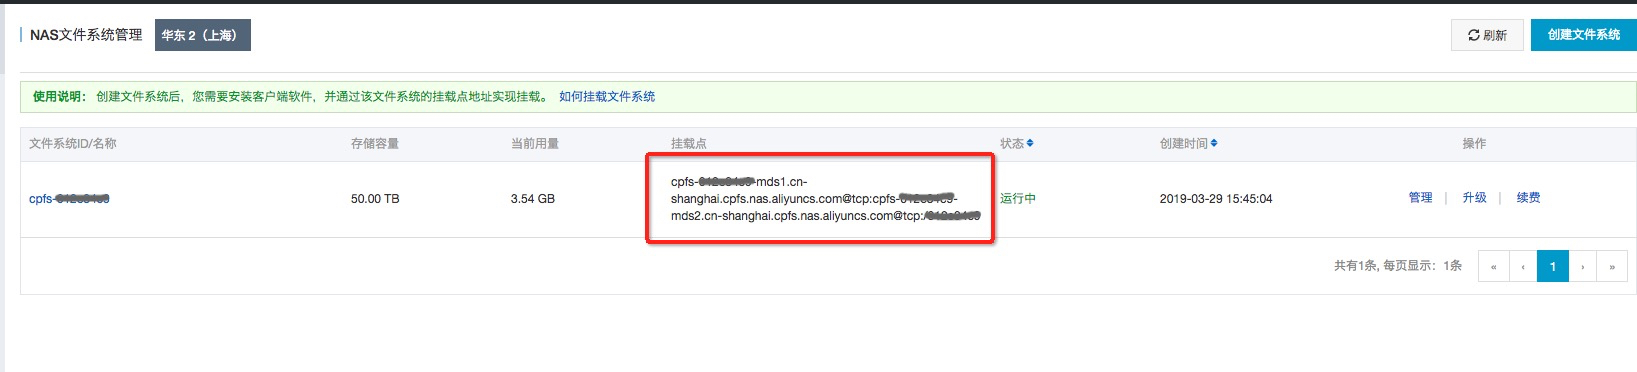 NAS文件系统管理 华东 2（上海） 刷新 创建文件系统
使用说明： 创建文件系统后，您需要安装客户端软件，并通过该文件系统的挂载点地址实现挂载。 如何挂载文件系统
文件系统ID/名称 存储容量 当前用量 挂载点 状态 创建时间 操作
cpfs- 50.00 TB 3.54 GB
cpfs- -mds1.cn-
shanghai.cpfs.nas.aliyuncs.com@tcp:cpfs- -
mds2.cn-shanghai.cpfs.nas.aliyuncs.com@tcp:/
运行中 2019-03-29 15:45:04 管理 | 升级 | 续费
共有1条, 每页显示：1条 « ‹ 1 › »